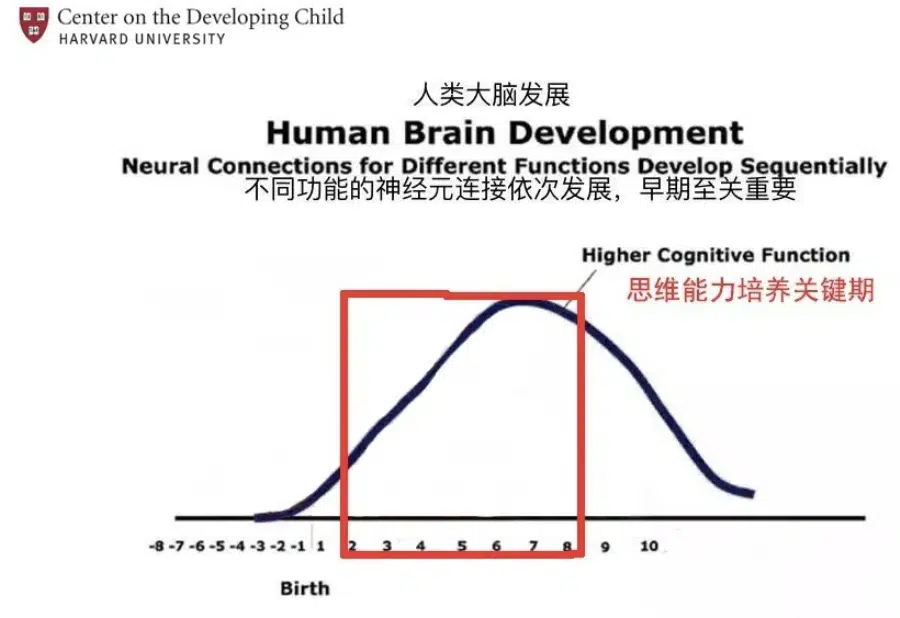 Center on the Developing Child
HARVARD UNIVERSITY
人类大脑发展
Human Brain Development
Neural Connections for Different Functions Develop Sequentially
不同功能的神经元连接依次发展，早期至关重要
Higher Cognitive Function
思维能力培养关键期
-8 -7 -6 -5 -4 -3 -2 -1 1 2 3 4 5 6 7 8 9 10
Birth